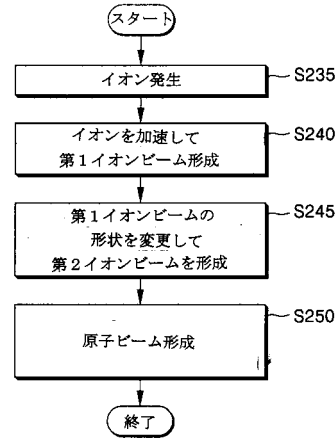 スタート
イオン発生
S235
イオンを加速して
第1イオンビーム形成
S240
第1イオンビームの
形状を変更して
第2イオンビームを形成
S245
原子ビーム形成
S250
終了